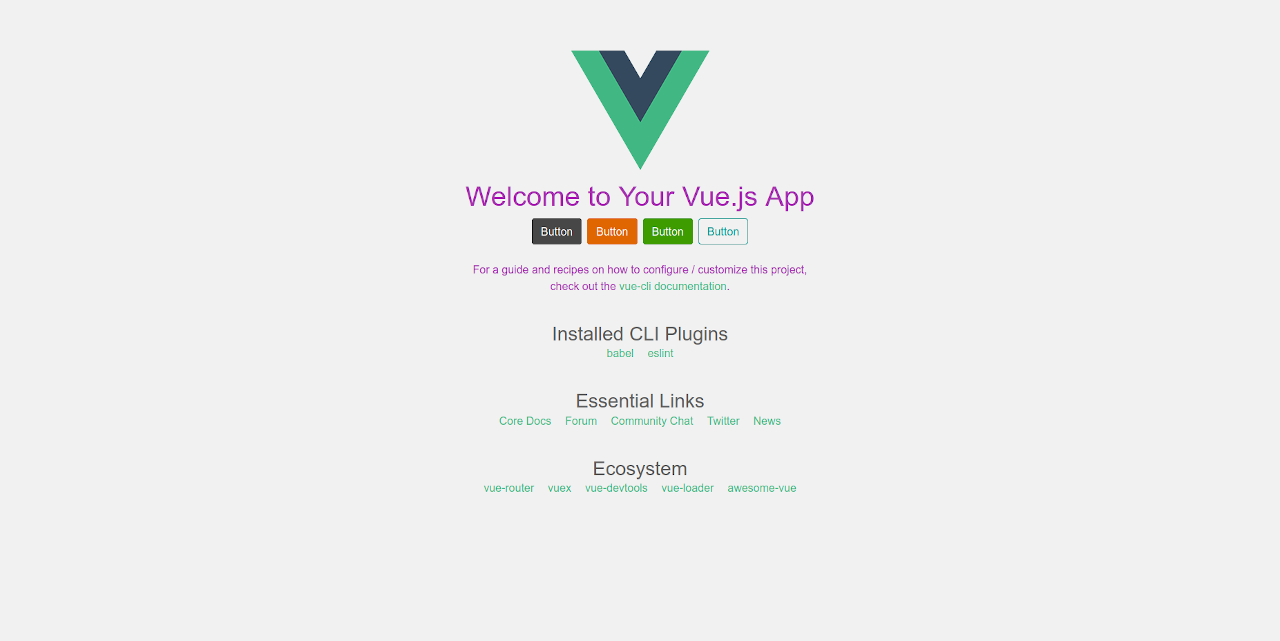 Welcome to Your Vue.js App
Button Button Button Button
For a guide and recipes on how to configure / customize this project,
check out the vue-cli documentation.
Installed CLI Plugins
babel eslint
Essential Links
Core Docs Forum Community Chat Twitter News
Ecosystem
vue-router vuex vue-devtools vue-loader awesome-vue